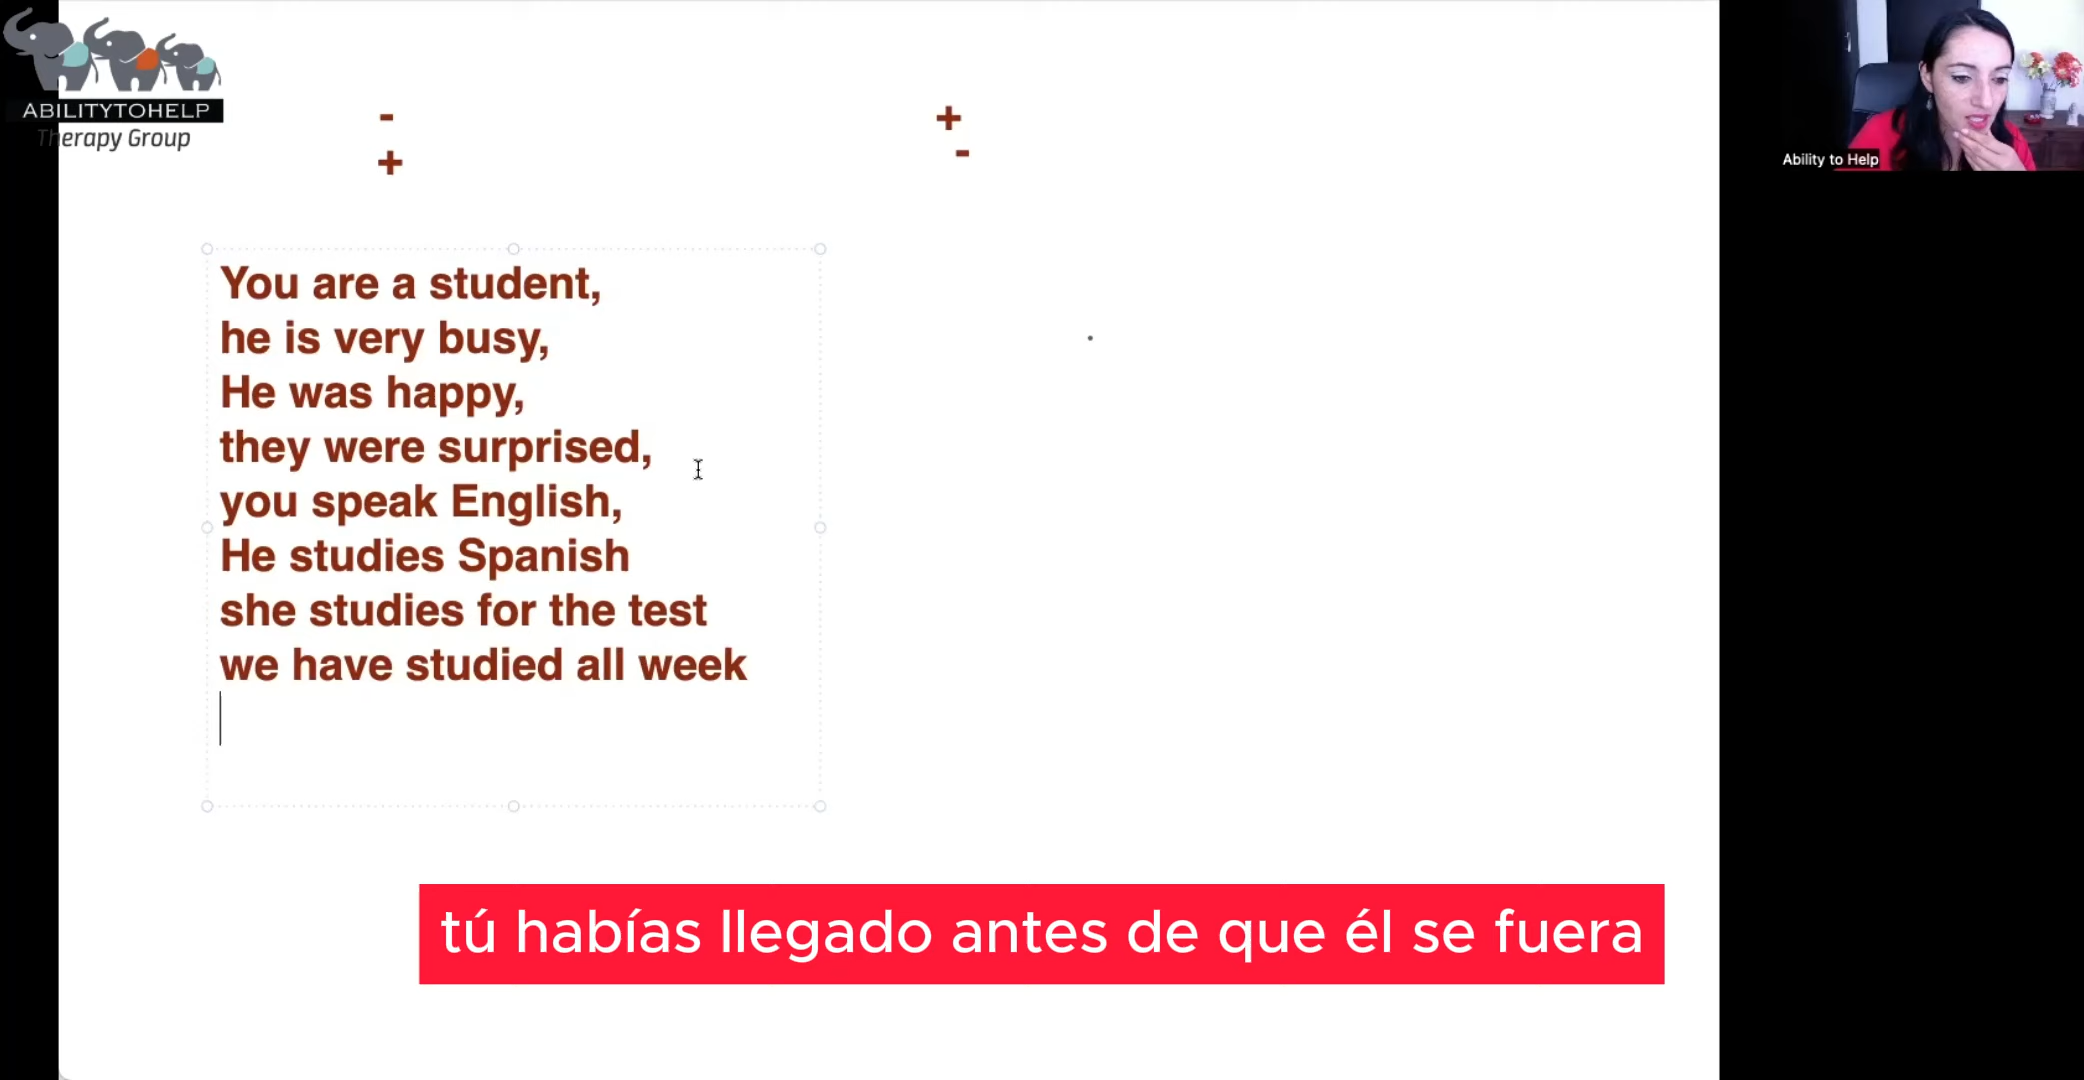 ABILITYTOHELP
Therapy Group
- +
+ -
Ability to Help
You are a student,
he is very busy,
He was happy,
they were surprised,
you speak English,
He studies Spanish
she studies for the test
we have studied all week
tú habías llegado antes de que él se fuera